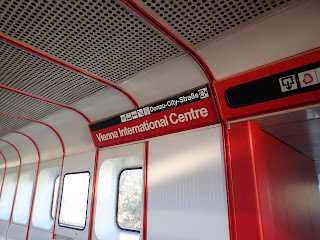 Donau-City-Straße
Vienna International Centre